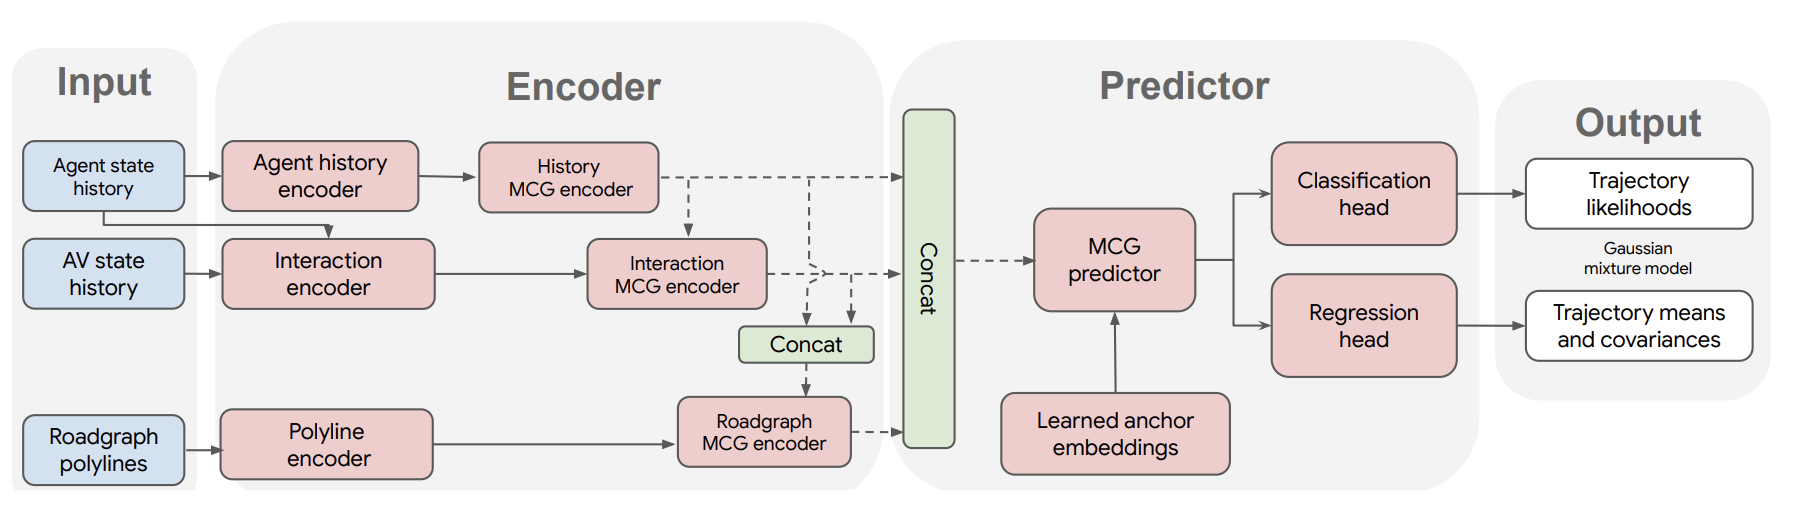 Input
Encoder
Predictor
Output
Agent state
history
Agent history
encoder
History
MCG encoder
AV state
history
Interaction
encoder
Interaction
MCG encoder
Concat
Roadgraph
polylines
Polyline
encoder
Roadgraph
MCG encoder
Concat
MCG
predictor
Learned anchor
embeddings
Classification
head
Regression
head
Trajectory
likelihoods
Gaussian
mixture model
Trajectory means
and covariances